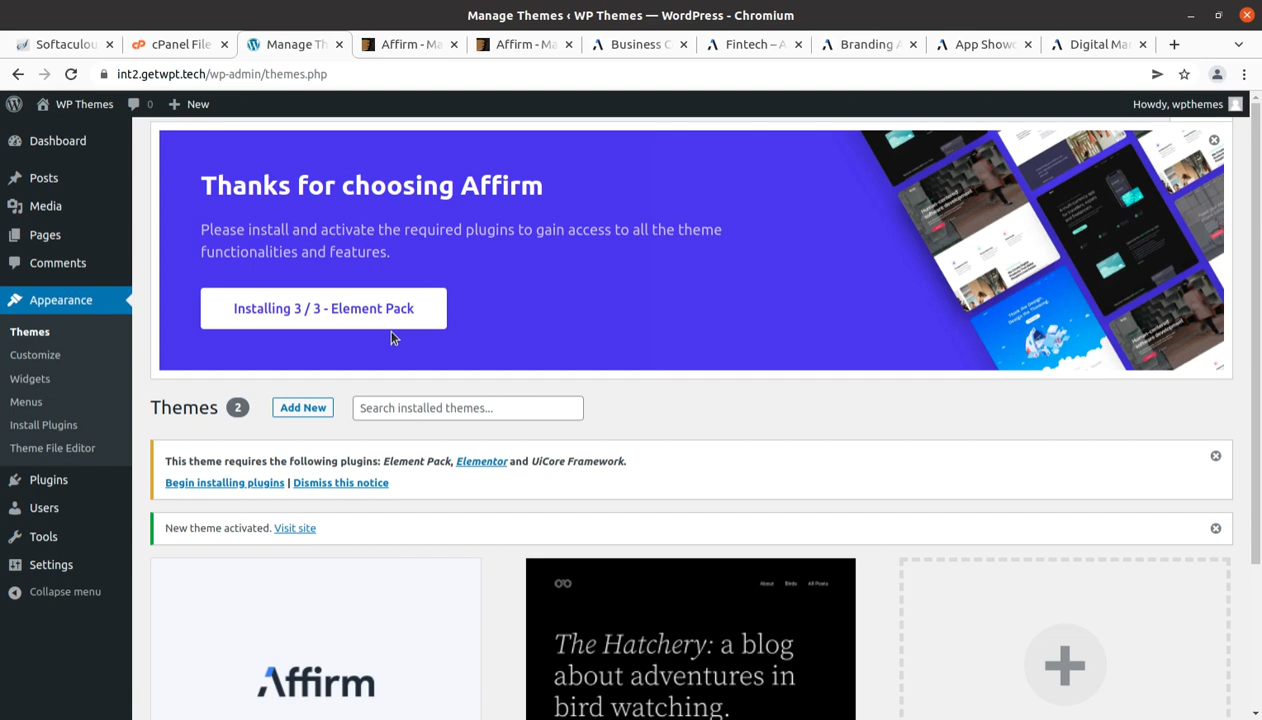 Manage Themes ‹ WP Themes — WordPress - Chromium
Softaculou
cPanel File
Manage Th
Affirm - Ma
Affirm - Ma
Business C
Fintech – A
Branding A
App Showc
Digital Mar
int2.getwpt.tech/wp-admin/themes.php
WP Themes
0
New
Howdy, wpthemes
Dashboard
Posts
Media
Pages
Comments
Appearance
Themes
Customize
Widgets
Menus
Install Plugins
Theme File Editor
Plugins
Users
Tools
Settings
Collapse menu
Thanks for choosing Affirm
Please install and activate the required plugins to gain access to all the theme
functionalities and features.
Installing 3 / 3 - Element Pack
Themes 2
Add New
Search installed themes...
This theme requires the following plugins: Element Pack, Elementor and UiCore Framework.
Begin installing plugins | Dismiss this notice
New theme activated. Visit site
Affirm
About Birds All Posts
The Hatchery: a blog
about adventures in
bird watching.